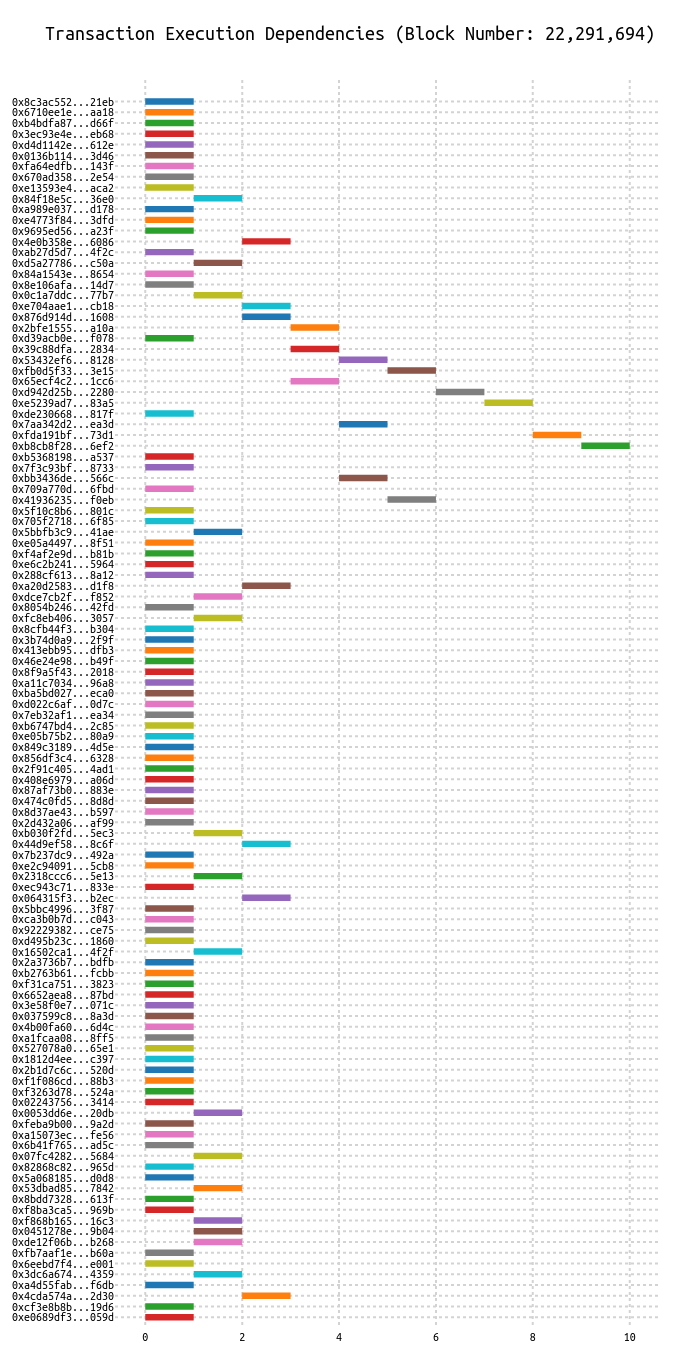 Transaction Execution Dependencies (Block Number: 22,291,694)
0x8c3ac552...21eb
0x6710ee1e...aa18
0xb4bdfa87...d66f
0x3ec93e4e...eb68
0xd4d1142e...612e
0x0136b114...3d46
0xfa64edfb...143f
0x670ad358...2e54
0xe13593e4...aca2
0x84f18e5c...36e0
0xa989e037...d178
0xe4773f84...3dfd
0x9695ed56...a23f
0x4e0b358e...6086
0xab27d5d7...4f2c
0xd5a27786...c50a
0x84a1543e...8654
0x8e106afa...14d7
0x0c1a7ddc...77b7
0xe704aae1...cb18
0x876d914d...1608
0x2bfe1555...a10a
0xd39acb0e...f078
0x39c88dfa...2834
0x53432ef6...8128
0xfb0d5f33...3e15
0x65ecf4c2...1cc6
0xd942d25b...2280
0xe5239ad7...83a5
0xde230668...817f
0x7aa342d2...ea3d
0xfda191bf...73d1
0xb8cb8f28...6ef2
0xb5368198...a537
0x7f3c93bf...8733
0xbb3436de...566c
0x709a770d...6fbd
0x41936235...f0eb
0x5f10c8b6...801c
0x705f2718...6f85
0x5bbfb3c9...41ae
0xe05a4497...8f51
0xf4af2e9d...b81b
0xe6c2b241...5964
0x288cf613...8a12
0xa20d2583...d1f8
0xdce7cb2f...f852
0x8054b246...42fd
0xfc8eb406...3057
0x8cfb44f3...b304
0x3b74d0a9...2f9f
0x413ebb95...dfb3
0x46e24e98...b49f
0x8f9a5f43...2018
0xa11c7034...96a8
0xba5bd027...eca0
0xd022c6af...0d7c
0x7eb32af1...ea34
0xb6747bd4...2c85
0xe05b75b2...80a9
0x849c3189...4d5e
0x856df3c4...6328
0x2f91c405...4ad1
0x408e6979...a06d
0x87af73b0...883e
0x474c0fd5...8d8d
0x8d37ae43...b597
0x2d432a06...af99
0xb030f2fd...5ec3
0x44d9ef58...8c6f
0x7b237dc9...492a
0xe2c94091...5cb8
0x2318ccc6...5e13
0xec943c71...833e
0x064315f3...b2ec
0x5bbc4996...3f87
0xca3b0b7d...c043
0x92229382...ce75
0xd495b23c...1860
0x16502ca1...4f2f
0x2a3736b7...bdfb
0xb2763b61...fcbb
0xf31ca751...3823
0x6652aea8...87bd
0x3e58f0e7...071c
0x037599c8...8a3d
0x4b00fa60...6d4c
0xa1fcaa08...8ff5
0x527078a0...65e1
0x1812d4ee...c397
0x2b1d7c6c...520d
0xf1f086cd...88b3
0xf3263d78...524a
0x02243756...3414
0x0053dd6e...20db
0xfeba9b00...9a2d
0xa15073ec...fe56
0x6b41f765...ad5c
0x07fc4282...5684
0x82868c82...965d
0x5a068185...d0d8
0x53dbad85...7842
0x8bdd7328...613f
0xf8ba3ca5...969b
0xf868b165...16c3
0x0451278e...9b04
0xde12f06b...b268
0xfb7aaf1e...b60a
0x6eebd7f4...e001
0x3dc6a674...4359
0xa4d55fab...f6db
0x4cda574a...2d30
0xcf3e8b8b...19d6
0xe0689df3...059d
0 2 4 6 8 10